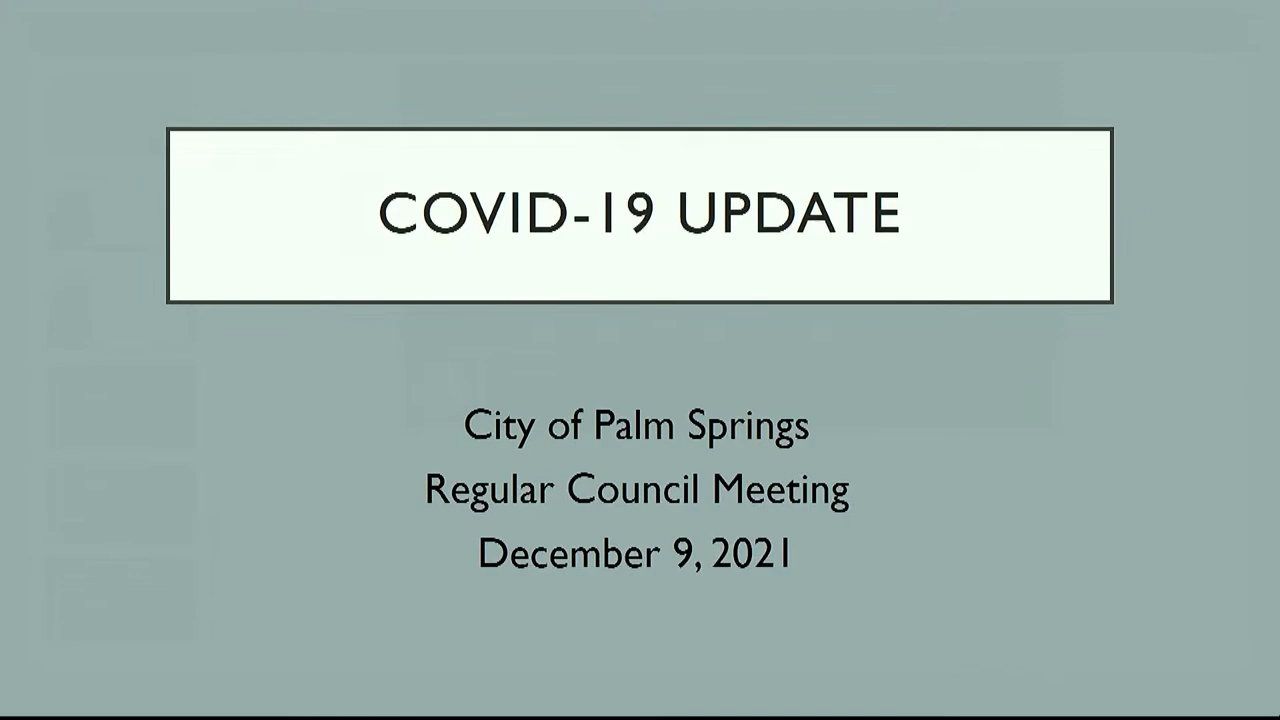 COVID-19 UPDATE
City of Palm Springs
Regular Council Meeting
December 9, 2021